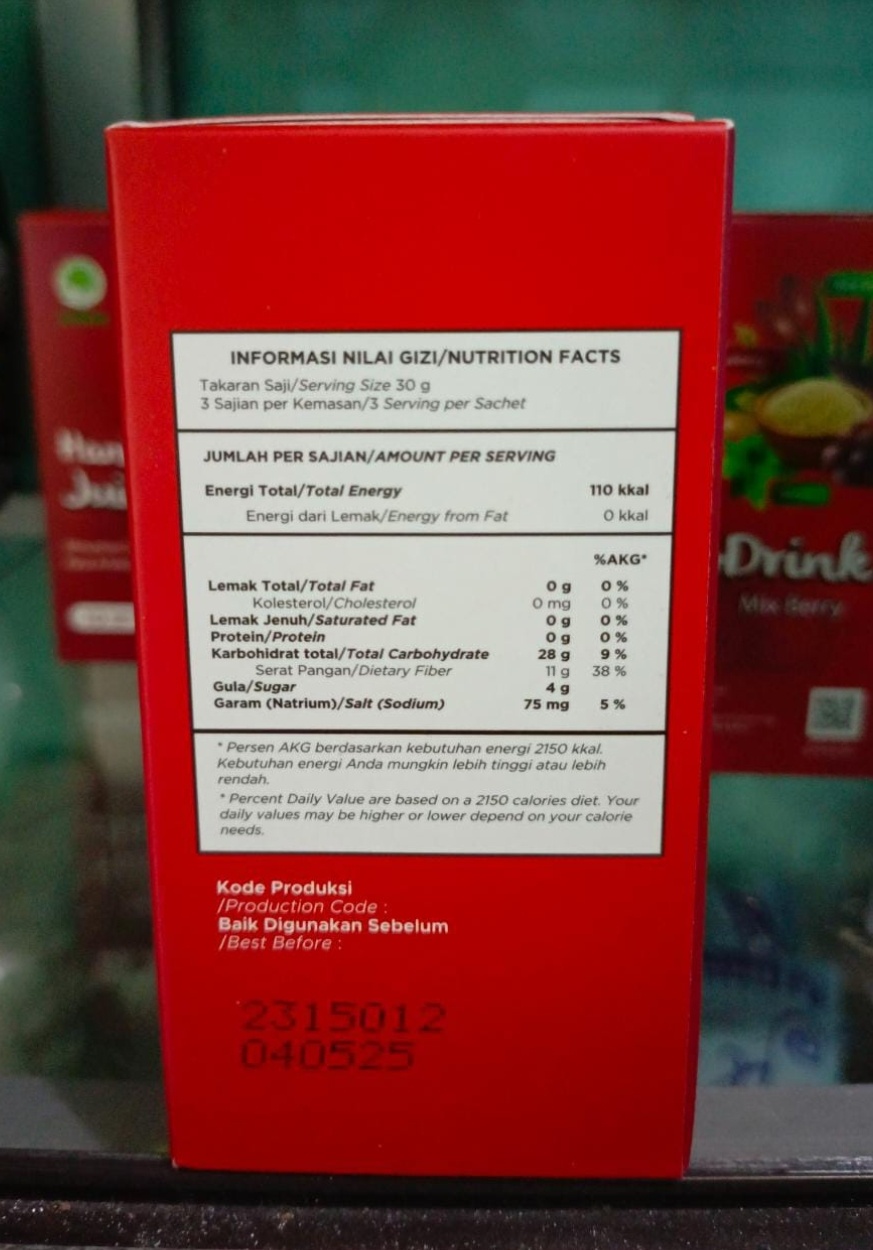 INFORMASI NILAI GIZI/NUTRITION FACTS
Takaran Saji/Serving Size 30 g
3 Sajian per Kemasan/3 Serving per Sachet
JUMLAH PER SAJIAN/AMOUNT PER SERVING
Energi Total/Total Energy 110 kkal
Energi dari Lemak/Energy from Fat 0 kkal
%AKG*
Lemak Total/Total Fat 0 g 0 %
Kolesterol/Cholesterol 0 mg 0 %
Lemak Jenuh/Saturated Fat 0 g 0 %
Protein/Protein 0 g 0 %
Karbohidrat total/Total Carbohydrate 28 g 9 %
Serat Pangan/Dietary Fiber 11 g 38 %
Gula/Sugar 4 g
Garam (Natrium)/Salt (Sodium) 75 mg 5 %
* Persen AKG berdasarkan kebutuhan energi 2150 kkal.
Kebutuhan energi Anda mungkin lebih tinggi atau lebih
rendah.
* Percent Daily Value are based on a 2150 calories diet. Your
daily values may be higher or lower depend on your calorie
needs.
Kode Produksi
/Production Code :
Baik Digunakan Sebelum
/Best Before :
2315012
040525
Drink
Mix Berry